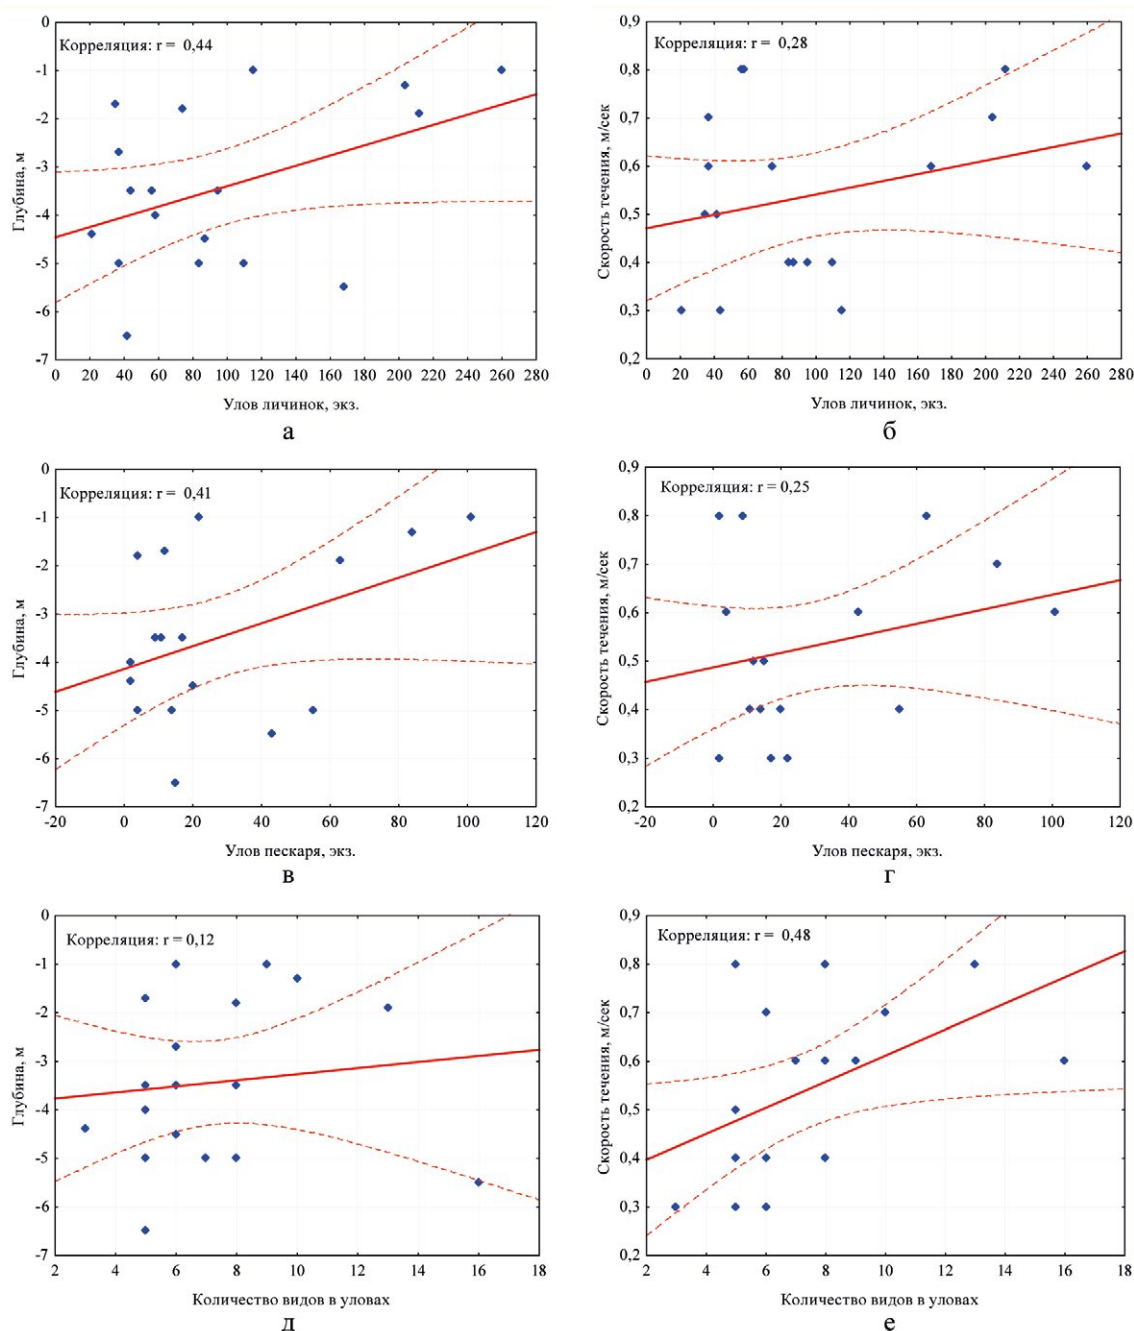 Корреляция: r = 0,44
Глубина, м
0
-1
-2
-3
-4
-5
-6
-7
0 20 40 60 80 100 120 140 160 180 200 220 240 260 280
Улов личинок, экз.
а
Корреляция: r = 0,28
Скорость течения, м/сек
0,9
0,8
0,7
0,6
0,5
0,4
0,3
0,2
0 20 40 60 80 100 120 140 160 180 200 220 240 260 280
Улов личинок, экз.
б
Корреляция: r = 0,41
Глубина, м
0
-1
-2
-3
-4
-5
-6
-7
-20 0 20 40 60 80 100 120
Улов пескаря, экз.
в
Корреляция: r = 0,25
Скорость течения, м/сек
0,9
0,8
0,7
0,6
0,5
0,4
0,3
0,2
-20 0 20 40 60 80 100 120
Улов пескаря, экз.
г
Корреляция: r = 0,12
Глубина, м
0
-1
-2
-3
-4
-5
-6
-7
2 4 6 8 10 12 14 16 18
Количество видов в уловах
д
Корреляция: r = 0,48
Скорость течения, м/сек
0,9
0,8
0,7
0,6
0,5
0,4
0,3
0,2
2 4 6 8 10 12 14 16 18
Количество видов в уловах
е